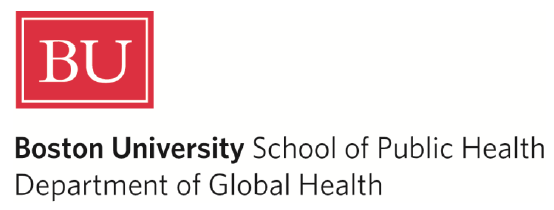 BU
Boston University School of Public Health
Department of Global Health